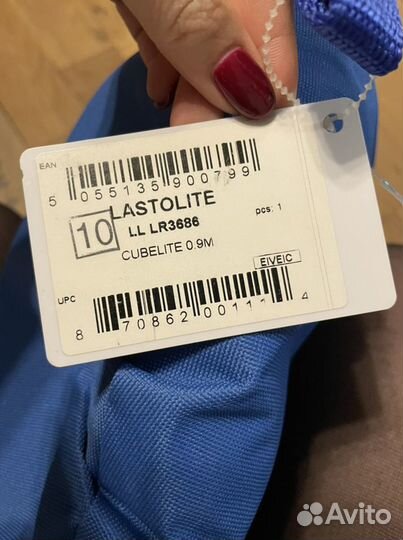 EAN
5 055135 900799
LASTOLITE
10
LL LR3686
pcs: 1
CUBELITE 0.9M
EIVEIC
UPC
8 70862 00111 4
Avito